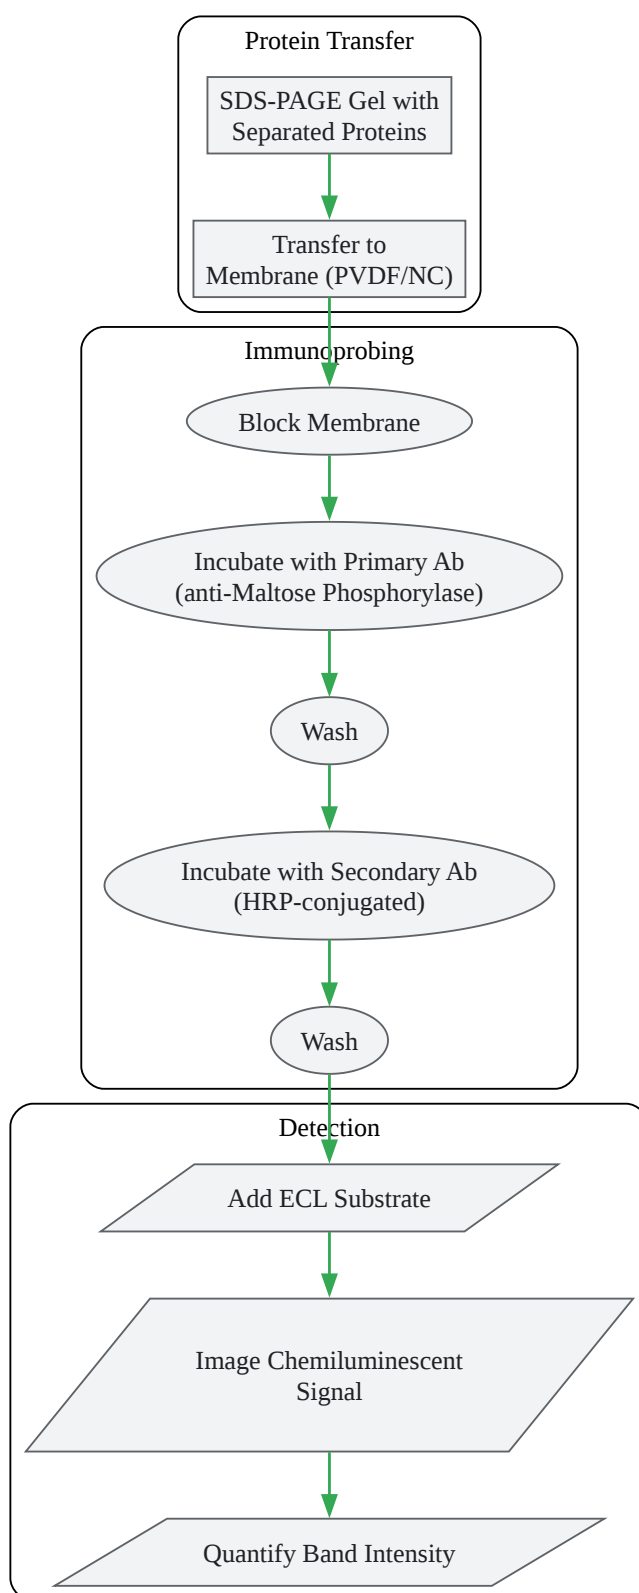 Protein Transfer
SDS-PAGE Gel with
Separated Proteins
Transfer to
Membrane (PVDF/NC)
Immunoprobing
Block Membrane
Incubate with Primary Ab
(anti-Maltose Phosphorylase)
Wash
Incubate with Secondary Ab
(HRP-conjugated)
Wash
Detection
Add ECL Substrate
Image Chemiluminescent
Signal
Quantify Band Intensity